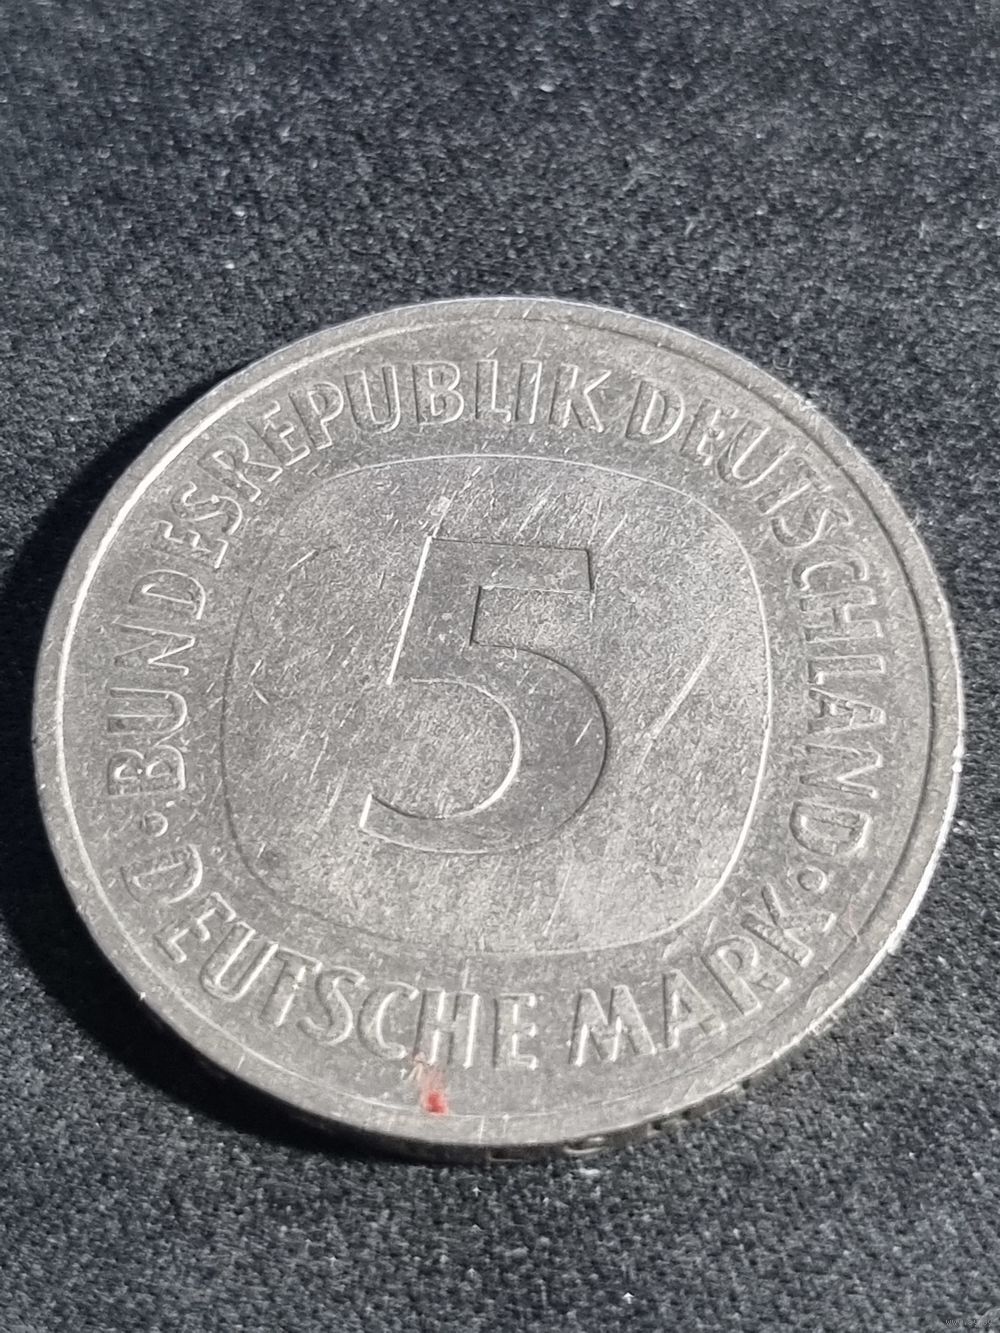 BUNDESREPUBLIK DEUTSCHLAND
5
DEUTSCHE MARK